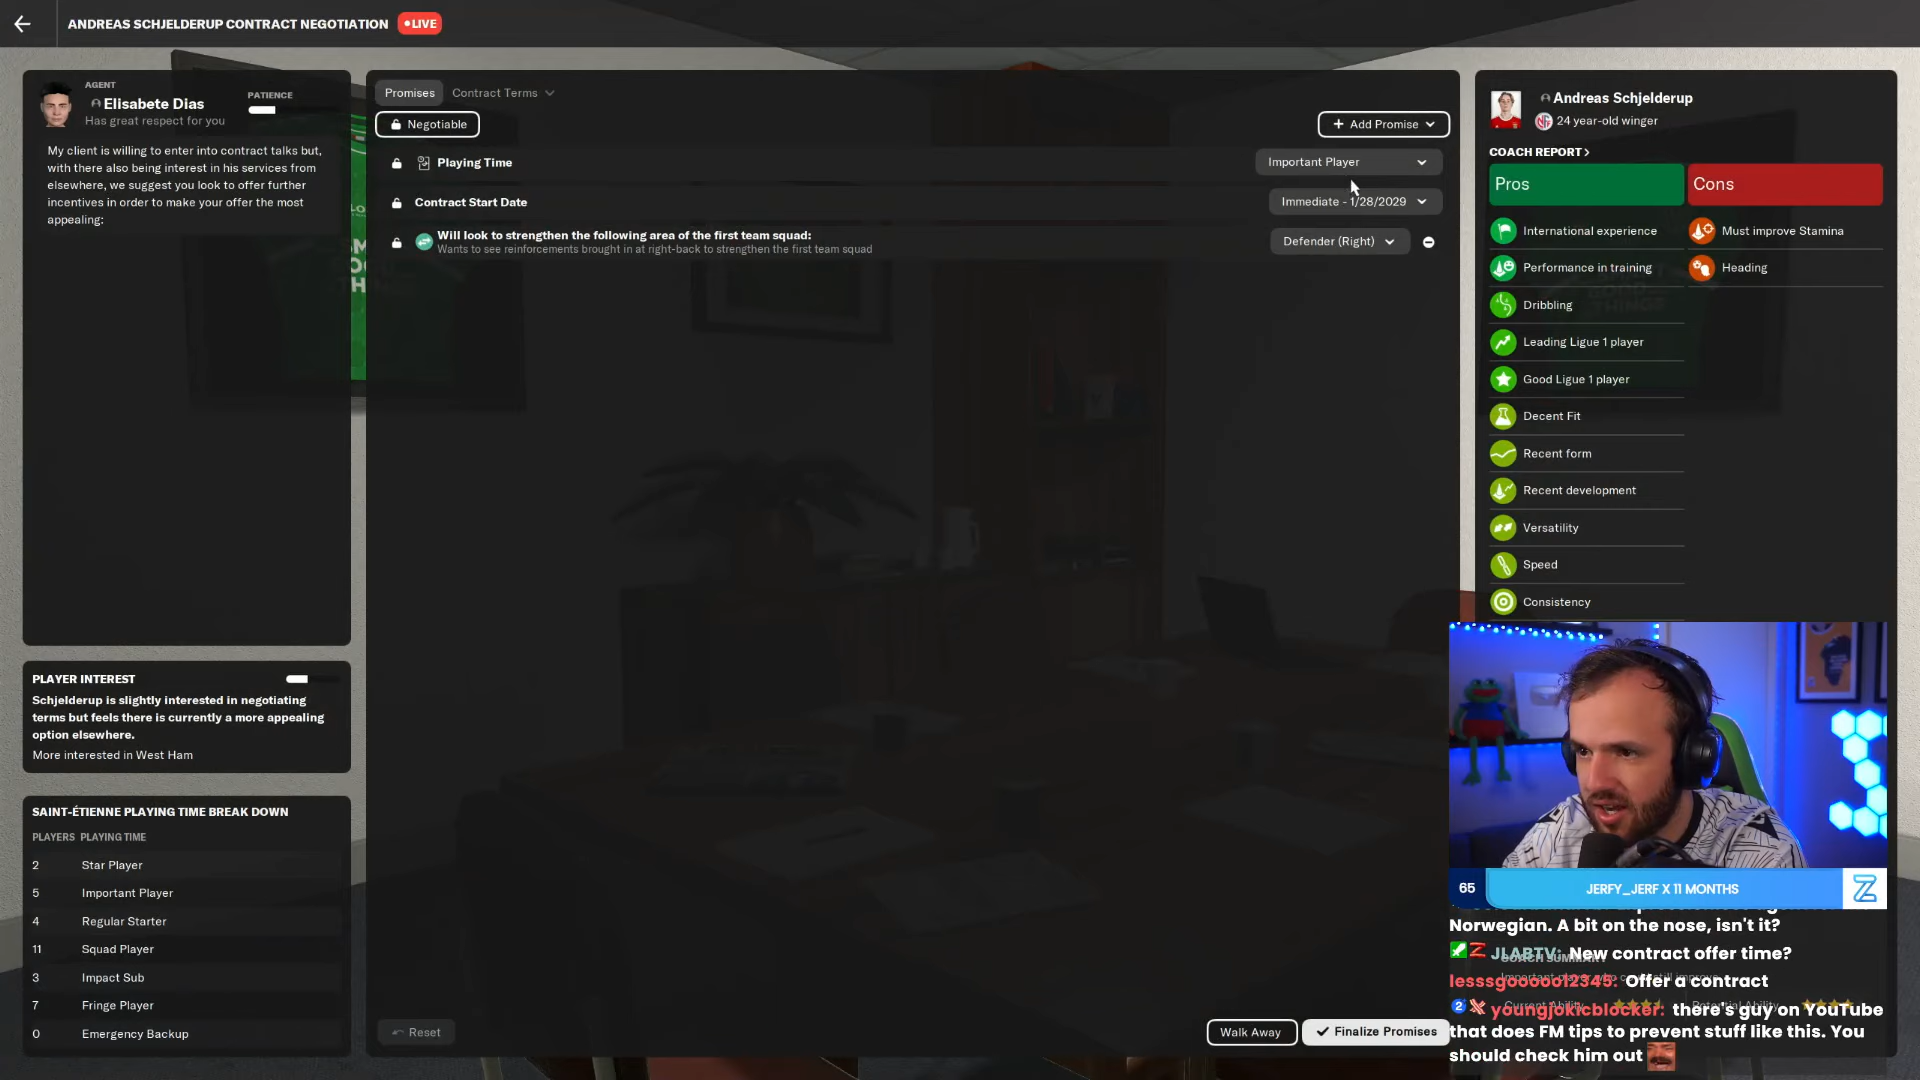 ANDREAS SCHJELDERUP CONTRACT NEGOTIATION
LIVE
AGENT
Elisabete Dias
Has great respect for you
PATIENCE
My client is willing to enter into contract talks but,
with there also being interest in his services from
elsewhere, we suggest you look to offer further
incentives in order to make your offer the most
appealing:
PLAYER INTEREST
Schjelderup is slightly interested in negotiating
terms but feels there is currently a more appealing
option elsewhere.
More interested in West Ham
SAINT-ÉTIENNE PLAYING TIME BREAK DOWN
PLAYERS PLAYING TIME
2 Star Player
5 Important Player
4 Regular Starter
11 Squad Player
3 Impact Sub
7 Fringe Player
0 Emergency Backup
Promises
Contract Terms
Negotiable
+ Add Promise
Playing Time
Important Player
Contract Start Date
Immediate - 1/28/2029
Will look to strengthen the following area of the first team squad:
Wants to see reinforcements brought in at right-back to strengthen the first team squad
Defender (Right)
Reset
Walk Away
Finalize Promises
Andreas Schjelderup
24 year-old winger
COACH REPORT >
Pros
Cons
International experience
Must improve Stamina
Performance in training
Heading
Dribbling
Leading Ligue 1 player
Good Ligue 1 player
Decent Fit
Recent form
Recent development
Versatility
Speed
Consistency
65
JERFY_JERF X 11 MONTHS
Z
Norwegian. A bit on the nose, isn't it?
JLABTV: New contract offer time?
COACH SUMMARY
lesssgooooo12345: Offer a contract
2 youngjokicblocker: there's guy on YouTube
that does FM tips to prevent stuff like this. You
should check him out